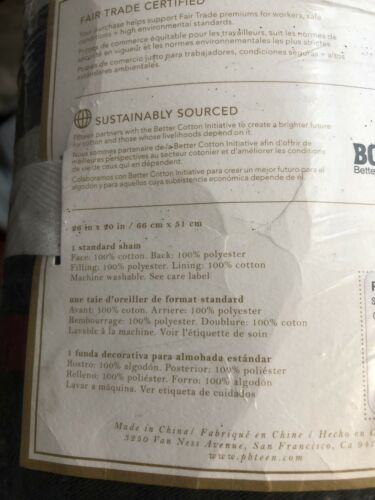 FAIR TRADE CERTIFIED
Your purchase helps support Fair Trade premiums for workers, safe
conditions + high environmental standards.
de commerce équitable pour les travailleurs, suit les normes de
sécurité en vigueur et les normes environnementales les plus strictes.
de comercio justo para trabajadores, condiciones seguras + altos
estándares ambientales.
SUSTAINABLY SOURCED
PBteen partners with the Better Cotton Initiative to create a brighter future
for cotton and those whose livelihoods depend on it.
Nous sommes partenaire de la Better Cotton Initiative afin d'offrir de
meilleures perspectives au secteur cotonier et d'améliorer les conditions
de vie de ceux qui en dépendent.
Colaboramos con Better Cotton Initiative para crear un mejor futuro para el
algodón y para aquellos cuya subsistencia económica depende de él.
BC
Bette
26 in x 20 in / 66 cm x 51 cm
1 standard sham
Face: 100% cotton. Back: 100% polyester
Filling: 100% polyester. Lining: 100% cotton
Machine washable. See care label
une taie d'oreiller de format standard
Avant: 100% coton. Arriere: 100% polyester
Rembourrage: 100% polyester. Doublure: 100% coton
Lavable à la machine. Voir l'étiquette de soin
1 funda decorativa para almohada estándar
Rostro: 100% algodón. Posterior: 100% poliéster
Relleno: 100% poliéster. Forro: 100% algodón
Lavar a máquina. Ver etiqueta de cuidados
Made in China/ Fabriqué en Chine / Hecho en C
3250 Van Ness Avenue, San Francisco, CA 94
www.pbteen.com